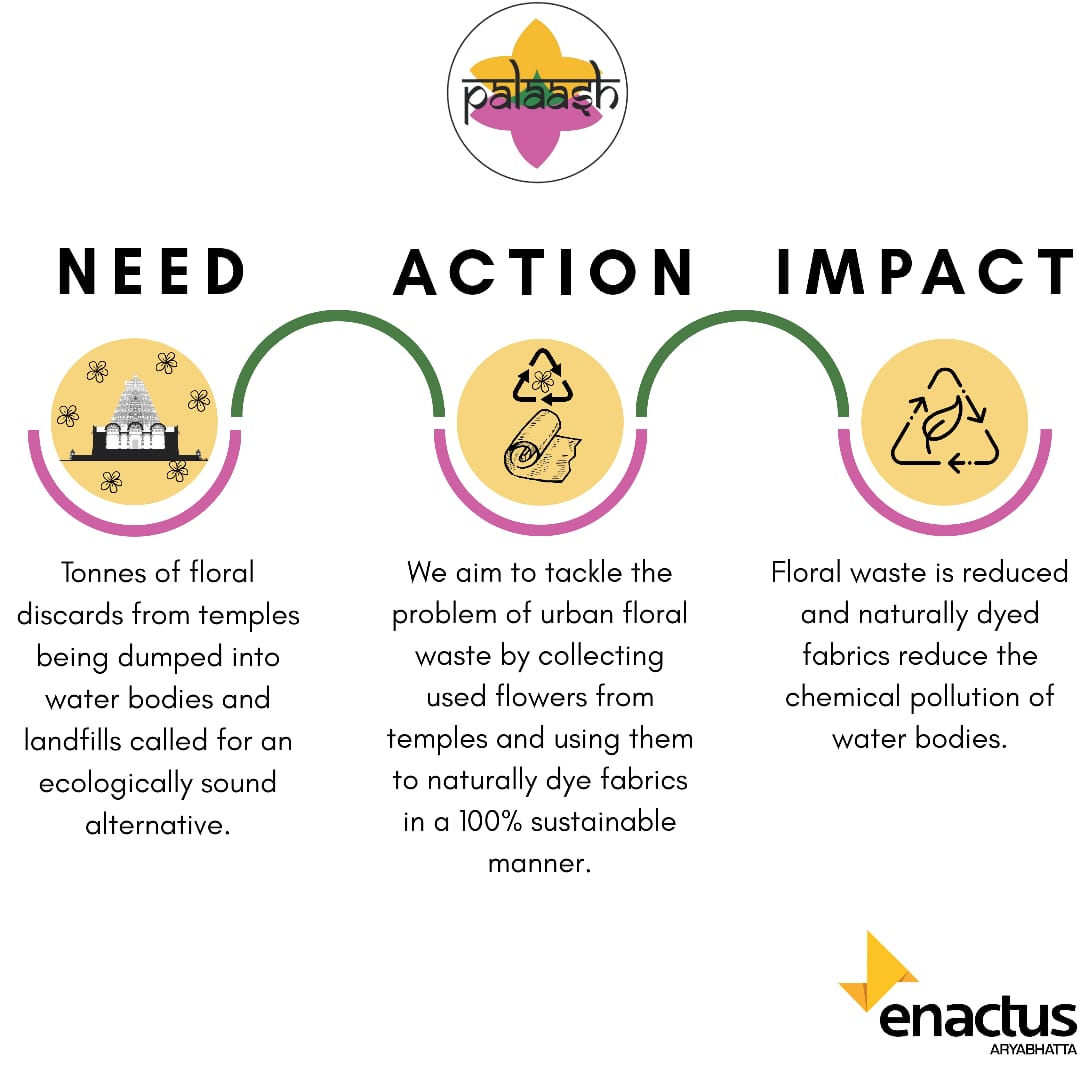 palaash
NEED
Tonnes of floral
discards from temples
being dumped into
water bodies and
landfills called for an
ecologically sound
alternative.
ACTION
We aim to tackle the
problem of urban floral
waste by collecting
used flowers from
temples and using them
to naturally dye fabrics
in a 100% sustainable
manner.
IMPACT
Floral waste is reduced
and naturally dyed
fabrics reduce the
chemical pollution of
water bodies.
enactus
ARYABHATTA